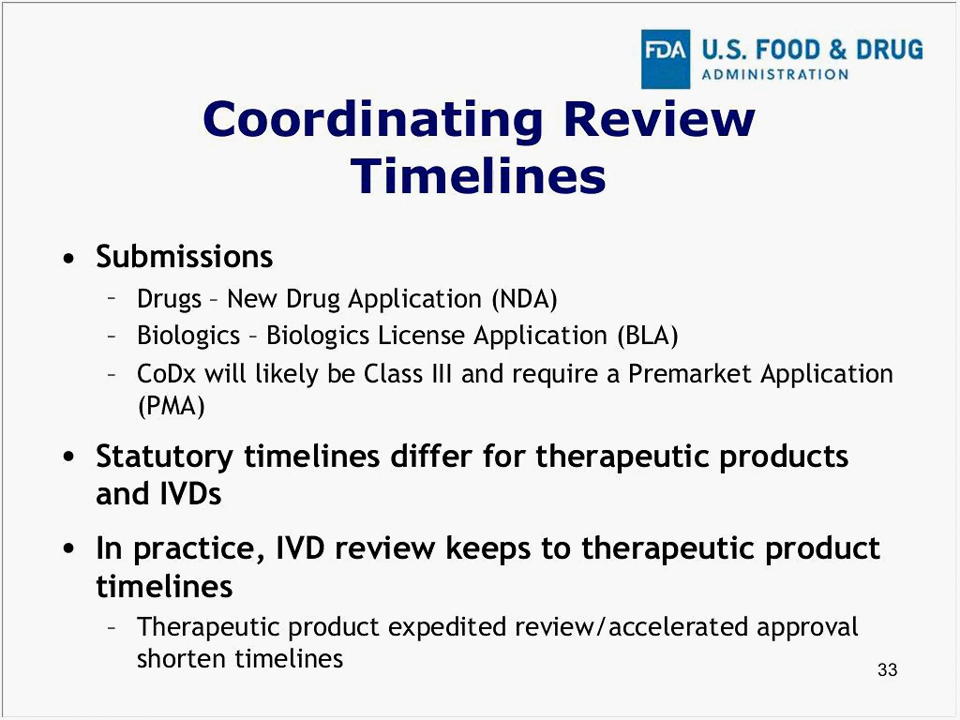 FDA U.S. FOOD & DRUG
ADMINISTRATION
Coordinating Review
Timelines
• Submissions
– Drugs – New Drug Application (NDA)
– Biologics – Biologics License Application (BLA)
– CoDx will likely be Class III and require a Premarket Application
(PMA)
• Statutory timelines differ for therapeutic products
and IVDs
• In practice, IVD review keeps to therapeutic product
timelines
– Therapeutic product expedited review/accelerated approval
shorten timelines
33